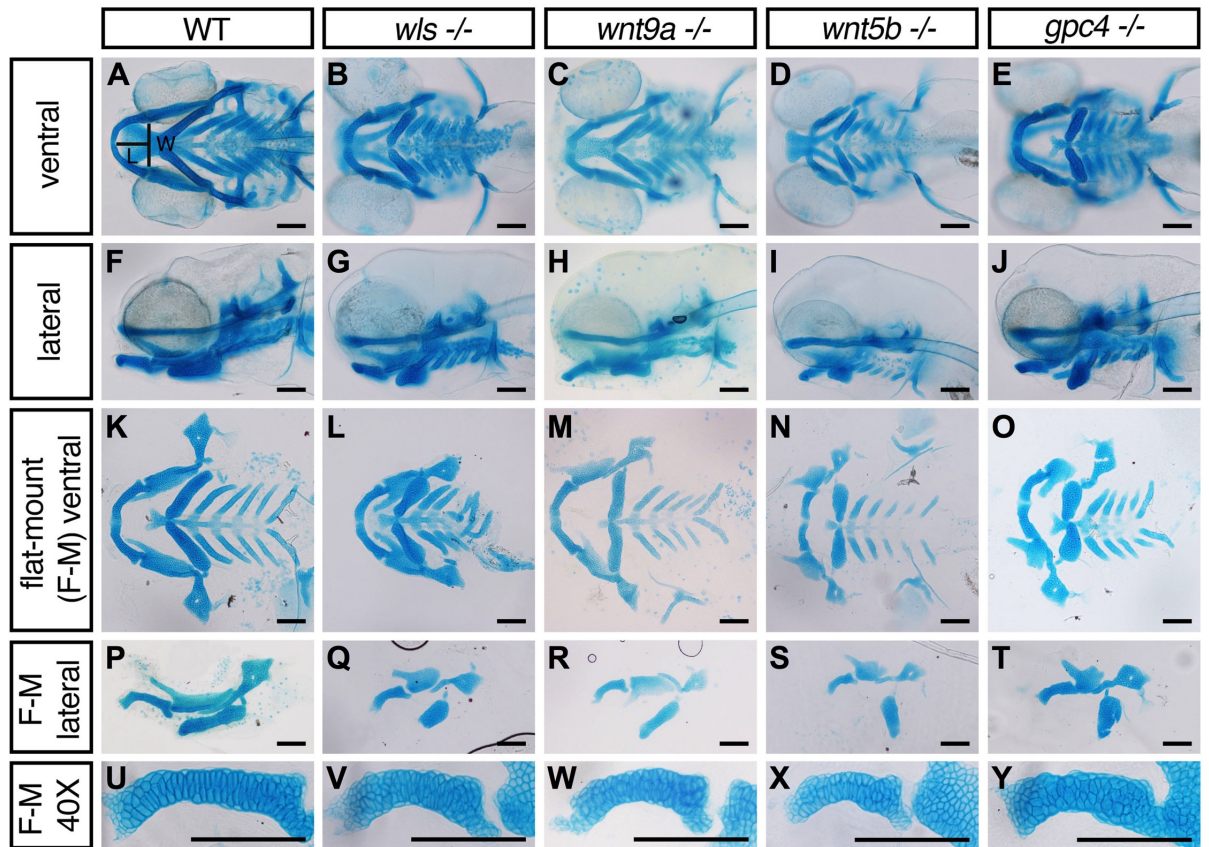 WT
wls -/-
wnt9a -/-
wnt5b -/-
gpc4 -/-
ventral
A
L
W
B
C
D
E
lateral
F
G
H
I
J
flat-mount
(F-M) ventral
K
L
M
N
O
F-M
lateral
P
Q
R
S
T
F-M
40X
U
V
W
X
Y